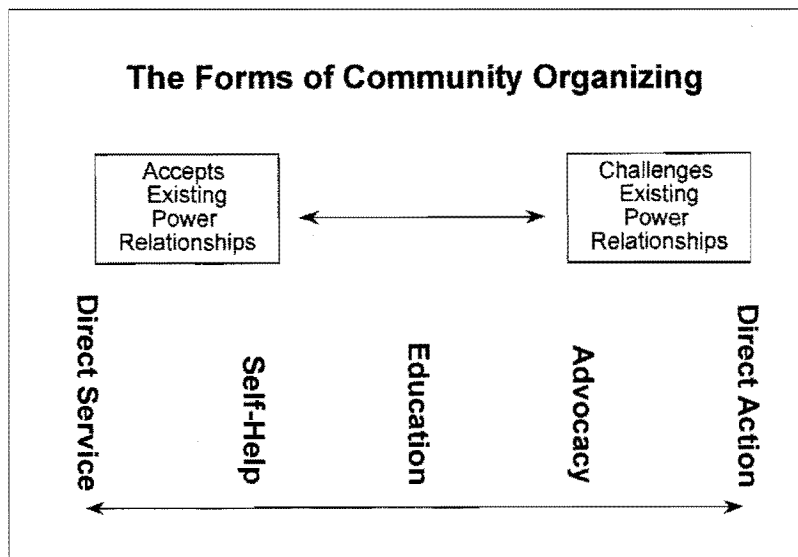 The Forms of Community Organizing
Accepts
Existing
Power
Relationships
Challenges
Existing
Power
Relationships
Direct Service
Self-Help
Education
Advocacy
Direct Action